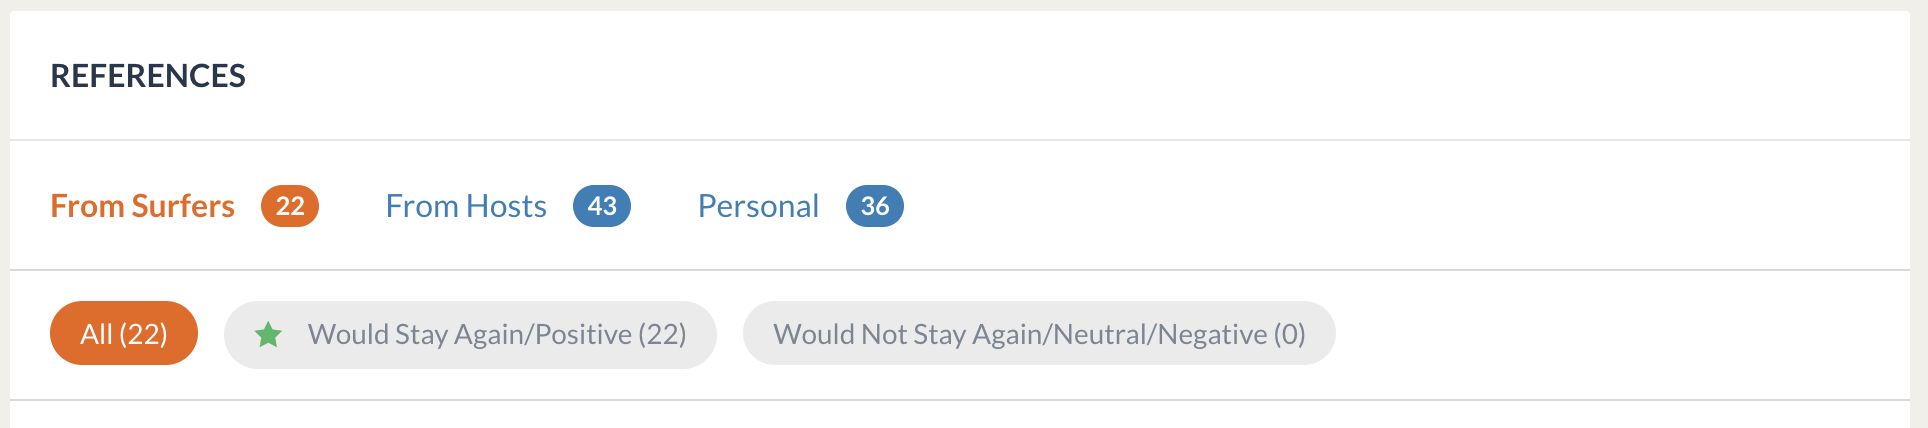 REFERENCES
From Surfers 22 From Hosts 43 Personal 36
All (22) Would Stay Again/Positive (22) Would Not Stay Again/Neutral/Negative (0)